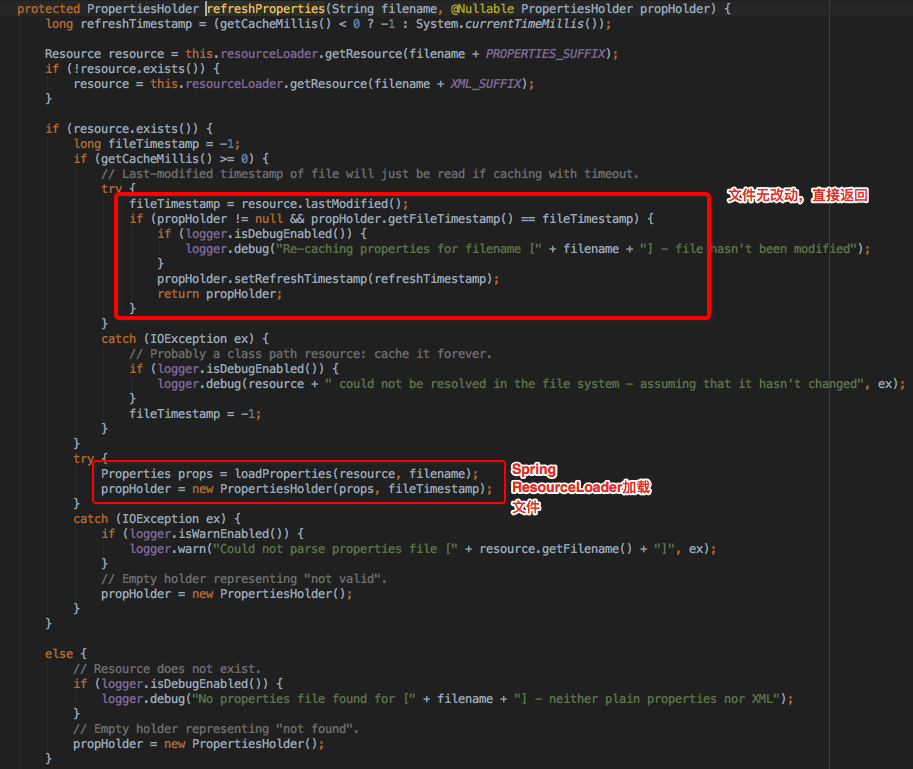 protected PropertiesHolder refreshProperties(String filename, @Nullable PropertiesHolder propHolder) {
    long refreshTimestamp = (getCacheMillis() < 0 ? -1 : System.currentTimeMillis());

    Resource resource = this.resourceLoader.getResource(filename + PROPERTIES_SUFFIX);
    if (!resource.exists()) {
        resource = this.resourceLoader.getResource(filename + XML_SUFFIX);
    }

    if (resource.exists()) {
        long fileTimestamp = -1;
        if (getCacheMillis() >= 0) {
            // Last-modified timestamp of file will just be read if caching with timeout.
            try {
文件无改动，直接返回
                fileTimestamp = resource.lastModified();
                if (propHolder != null && propHolder.getFileTimestamp() == fileTimestamp) {
                    if (logger.isDebugEnabled()) {
                        logger.debug("Re-caching properties for filename [" + filename + "] - file hasn't been modified");
                    }
                    propHolder.setRefreshTimestamp(refreshTimestamp);
                    return propHolder;
                }
            }
            catch (IOException ex) {
                // Probably a class path resource: cache it forever.
                if (logger.isDebugEnabled()) {
                    logger.debug(resource + " could not be resolved in the file system - assuming that it hasn't changed", ex);
                }
                fileTimestamp = -1;
            }
        }
        try {
            Properties props = loadProperties(resource, filename);
            propHolder = new PropertiesHolder(props, fileTimestamp);
Spring
ResourceLoader加载
文件
        }
        catch (IOException ex) {
            if (logger.isWarnEnabled()) {
                logger.warn("Could not parse properties file [" + resource.getFilename() + "]", ex);
            }
            // Empty holder representing "not valid".
            propHolder = new PropertiesHolder();
        }
    }

    else {
        // Resource does not exist.
        if (logger.isDebugEnabled()) {
            logger.debug("No properties file found for [" + filename + "] - neither plain properties nor XML");
        }
        // Empty holder representing "not found".
        propHolder = new PropertiesHolder();
    }